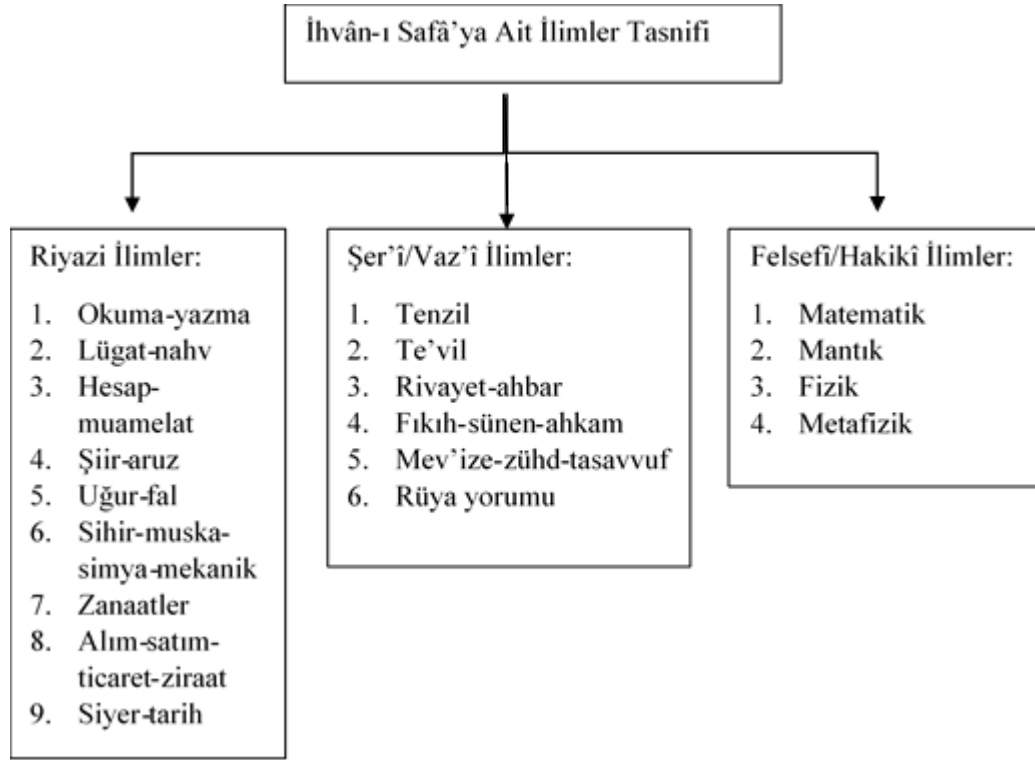 İhvân-ı Safâ’ya Ait İlimler Tasnifi
Riyazi İlimler:
1. Okuma-yazma
2. Lügat-nahv
3. Hesap-
muamelat
4. Şiir-aruz
5. Uğur-fal
6. Sihir-muska-
simya-mekanik
7. Zanaatler
8. Alım-satım-
ticaret-ziraat
9. Siyer-tarih
Şer’î/Vaz’î İlimler:
1. Tenzil
2. Te’vil
3. Rivayet-ahbar
4. Fıkıh-sünen-ahkam
5. Mev’ize-zühd-tasavvuf
6. Rüya yorumu
Felsefî/Hakikî İlimler:
1. Matematik
2. Mantık
3. Fizik
4. Metafizik